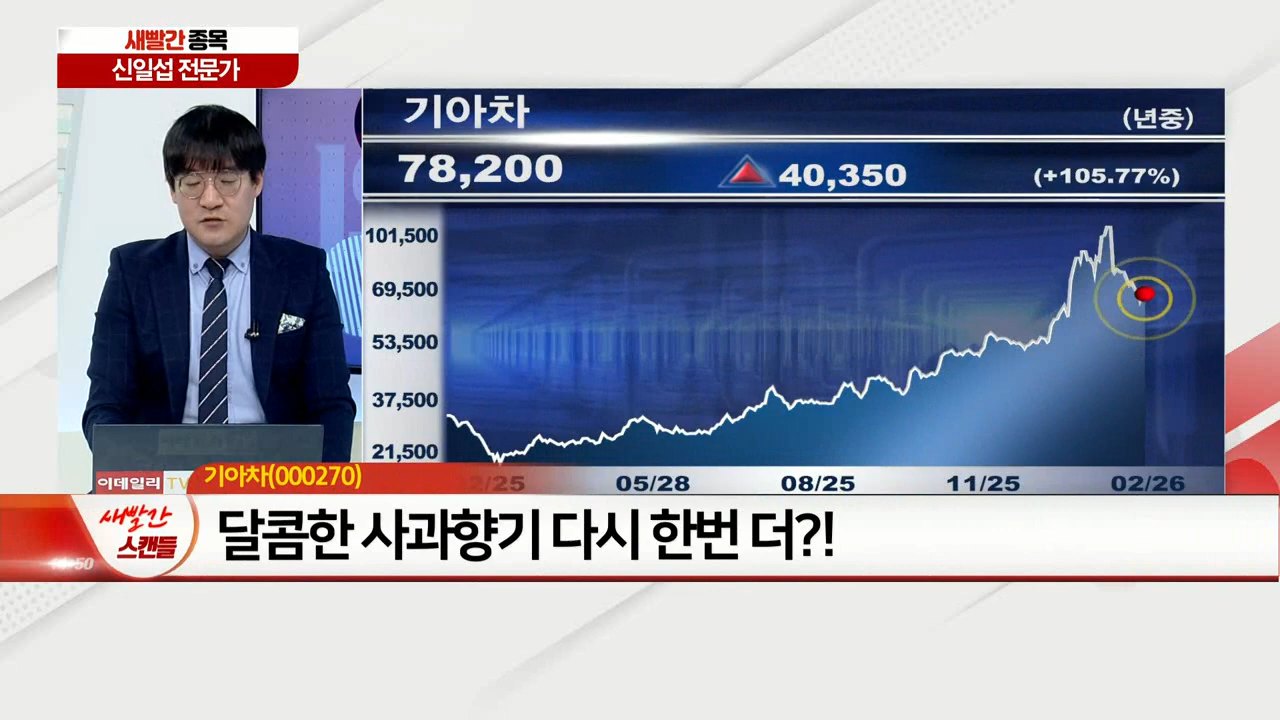 새빨간 종목
신일섭 전문가
기아차
(년중)
78,200
40,350
(+105.77%)
101,500
69,500
53,500
37,500
21,500
05/28
08/25
11/25
02/26
이데일리 TV
기아차(000270)
새빨간
스캔들
달콤한 사과향기 다시 한번 더?!